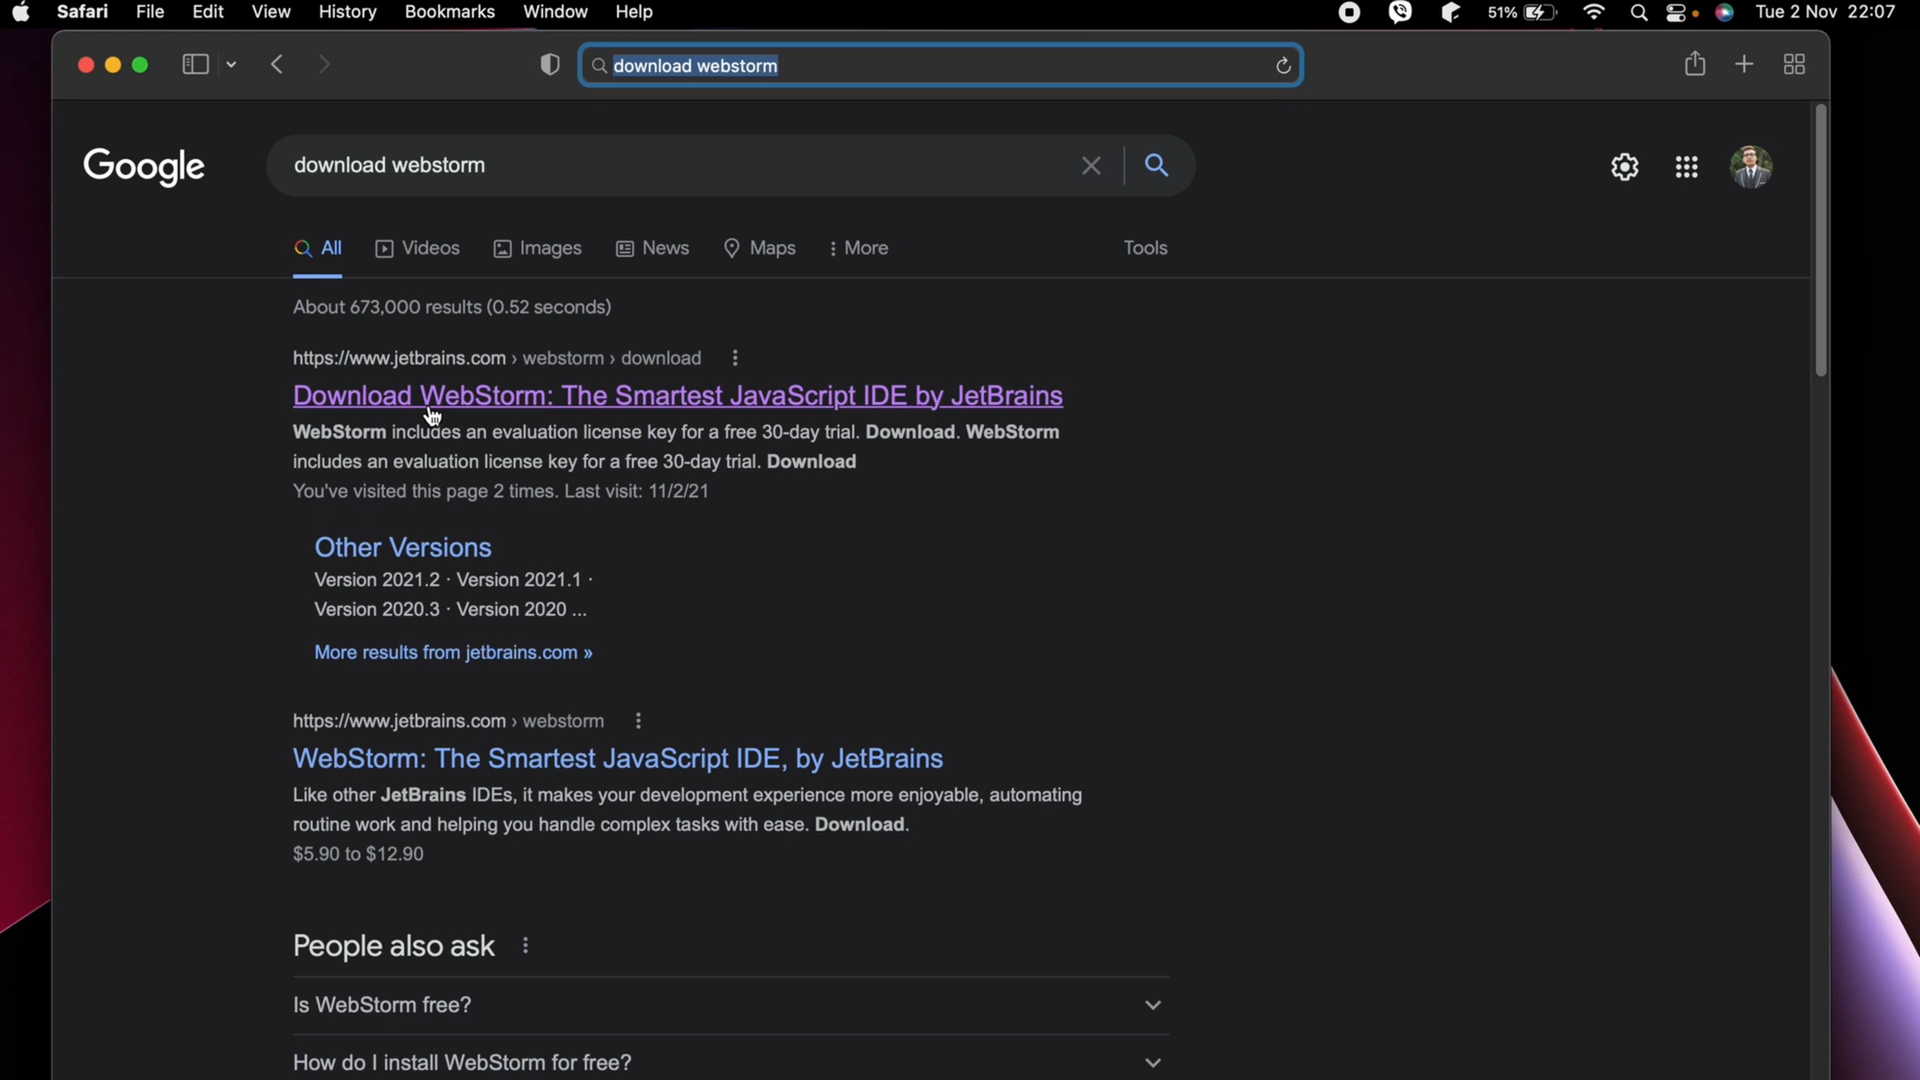 Safari File Edit View History Bookmarks Window Help 51% Tue 2 Nov 22:07
download webstorm
Google download webstorm
All Videos Images News Maps More Tools
About 673,000 results (0.52 seconds)
https://www.jetbrains.com › webstorm › download
Download WebStorm: The Smartest JavaScript IDE by JetBrains
WebStorm includes an evaluation license key for a free 30-day trial. Download. WebStorm
includes an evaluation license key for a free 30-day trial. Download
You've visited this page 2 times. Last visit: 11/2/21
Other Versions
Version 2021.2 · Version 2021.1 ·
Version 2020.3 · Version 2020 ...
More results from jetbrains.com »
https://www.jetbrains.com › webstorm
WebStorm: The Smartest JavaScript IDE, by JetBrains
Like other JetBrains IDEs, it makes your development experience more enjoyable, automating
routine work and helping you handle complex tasks with ease. Download.
$5.90 to $12.90
People also ask
Is WebStorm free?
How do I install WebStorm for free?